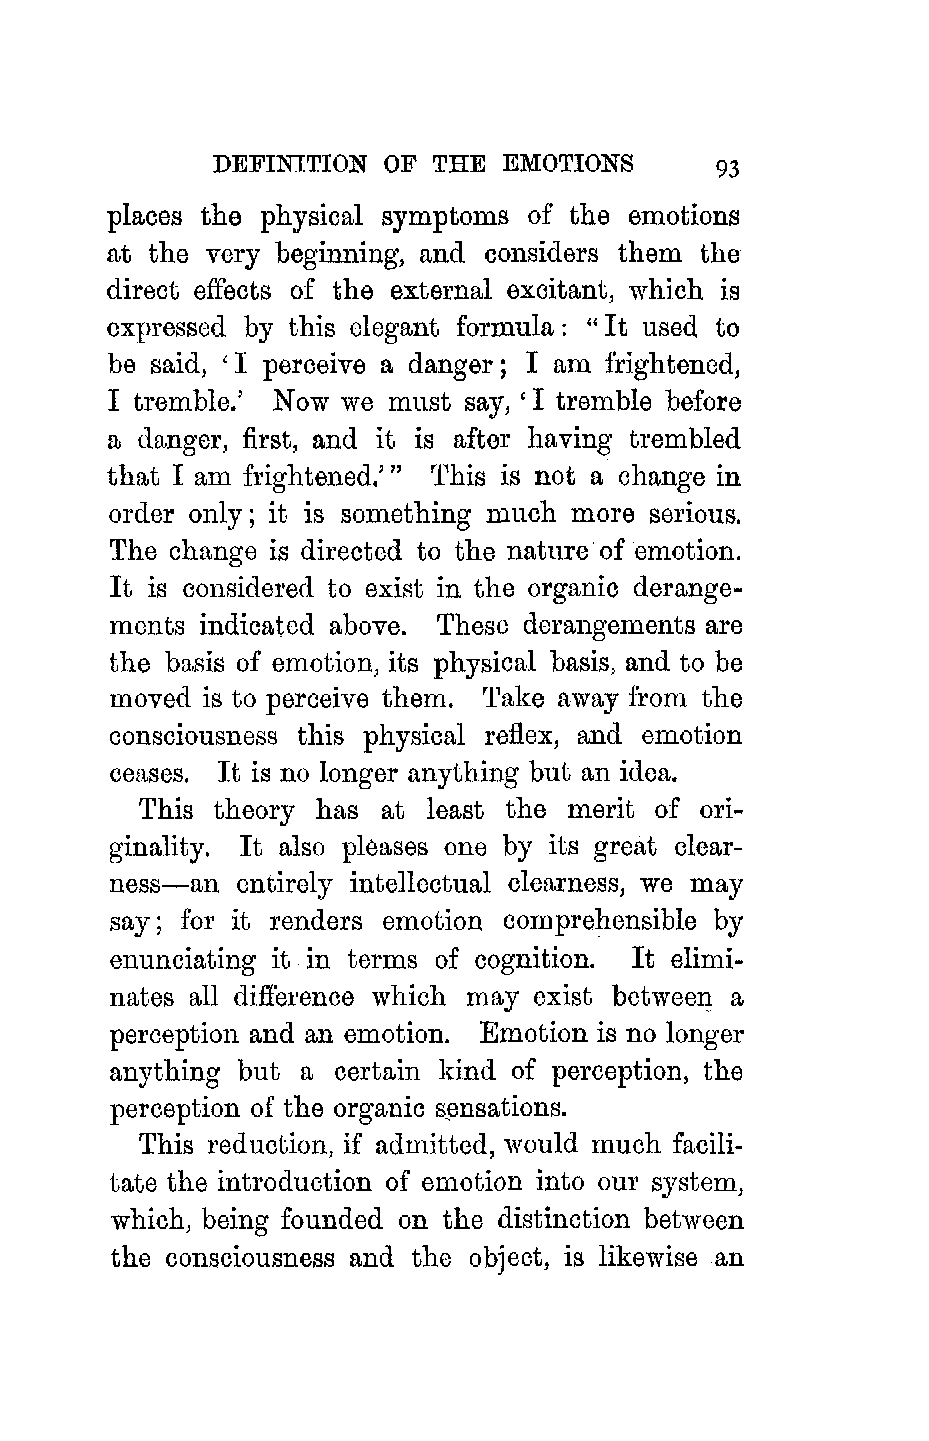 DEFINITION OF THE EMOTIONS 93
places the physical symptoms of the emotions
at the very beginning, and considers them the
direct effects of the external excitant, which is
expressed by this elegant formula: "It used to
be said, 'I perceive a danger; I am frightened,
I tremble.' Now we must say, 'I tremble before
a danger, first, and it is after having trembled
that I am frightened.'" This is not a change in
order only; it is something much more serious.
The change is directed to the nature of emotion.
It is considered to exist in the organic derange-
ments indicated above. These derangements are
the basis of emotion, its physical basis, and to be
moved is to perceive them. Take away from the
consciousness this physical reflex, and emotion
ceases. It is no longer anything but an idea.
This theory has at least the merit of ori-
ginality. It also pleases one by its great clear-
ness—an entirely intellectual clearness, we may
say; for it renders emotion comprehensible by
enunciating it in terms of cognition. It elimi-
nates all difference which may exist between a
perception and an emotion. Emotion is no longer
anything but a certain kind of perception, the
perception of the organic sensations.
This reduction, if admitted, would much facili-
tate the introduction of emotion into our system,
which, being founded on the distinction between
the consciousness and the object, is likewise an